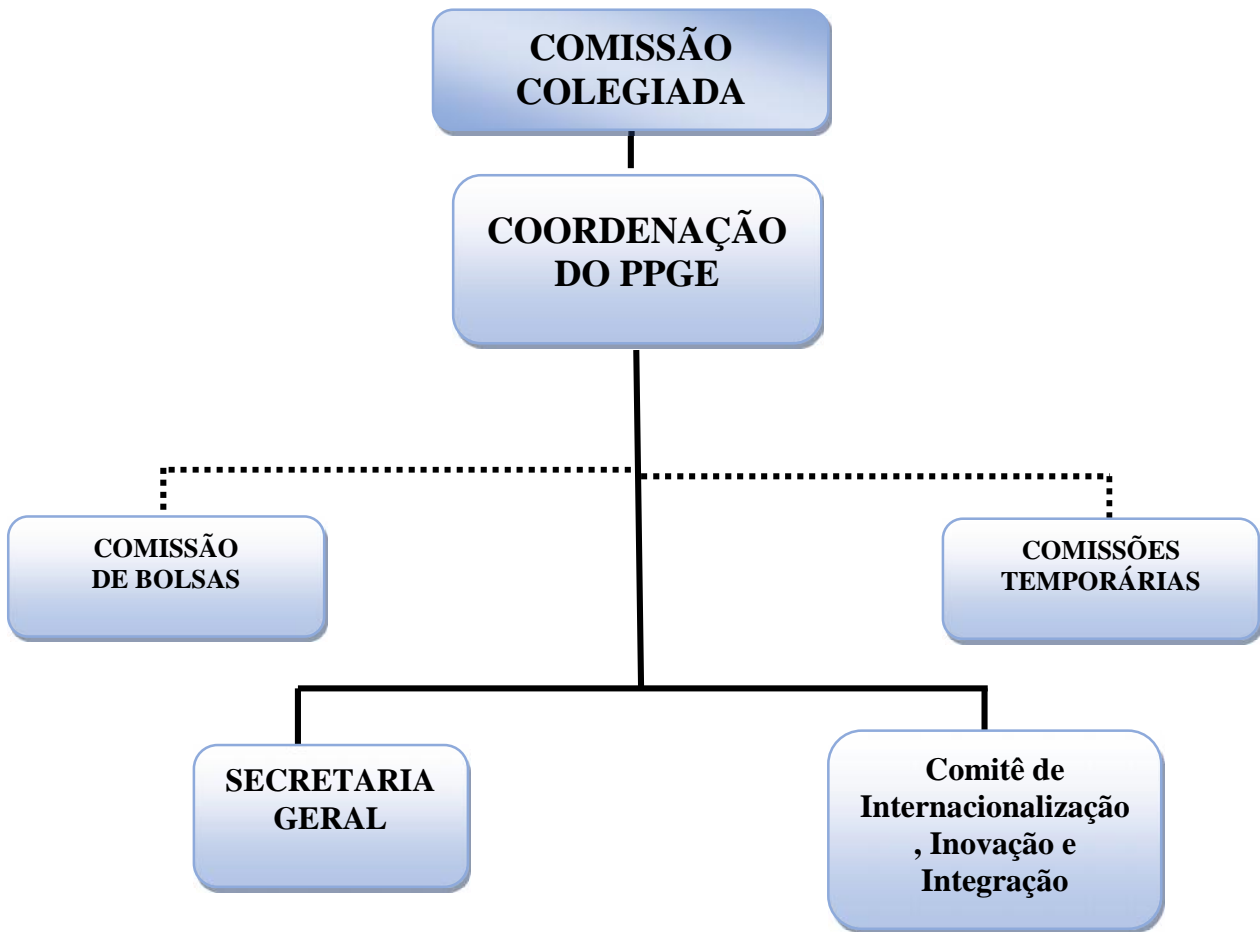 COMISSÃO
COLEGIADA
COORDENAÇÃO
DO PPGE
COMISSÃO
DE BOLSAS
COMISSÕES
TEMPORÁRIAS
SECRETARIA
GERAL
Comitê de
Internacionalização
, Inovação e
Integração